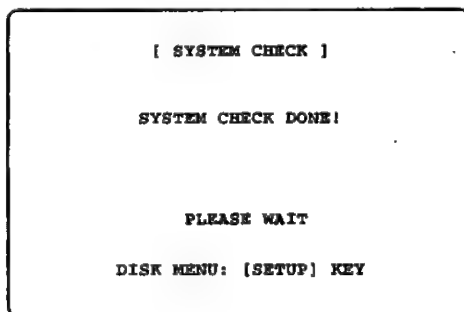 [ SYSTEM CHECK ]
SYSTEM CHECK DONE!
PLEASE WAIT
DISK MENU: [SETUP] KEY